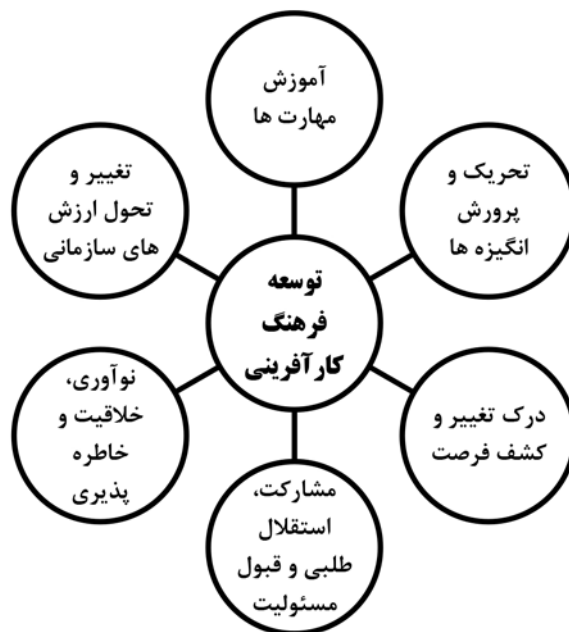 آموزش
مهارت ها
تحریک و
پرورش
انگیزه ها
درک تغییر و
کشف فرصت
مشارکت،
استقلال
طلبی و قبول
مسئولیت
نوآوری،
خلاقیت و
خاطره
پذیری
تغییر و
تحول ارزش
های سازمانی
توسعه
فرهنگ
کارآفرینی